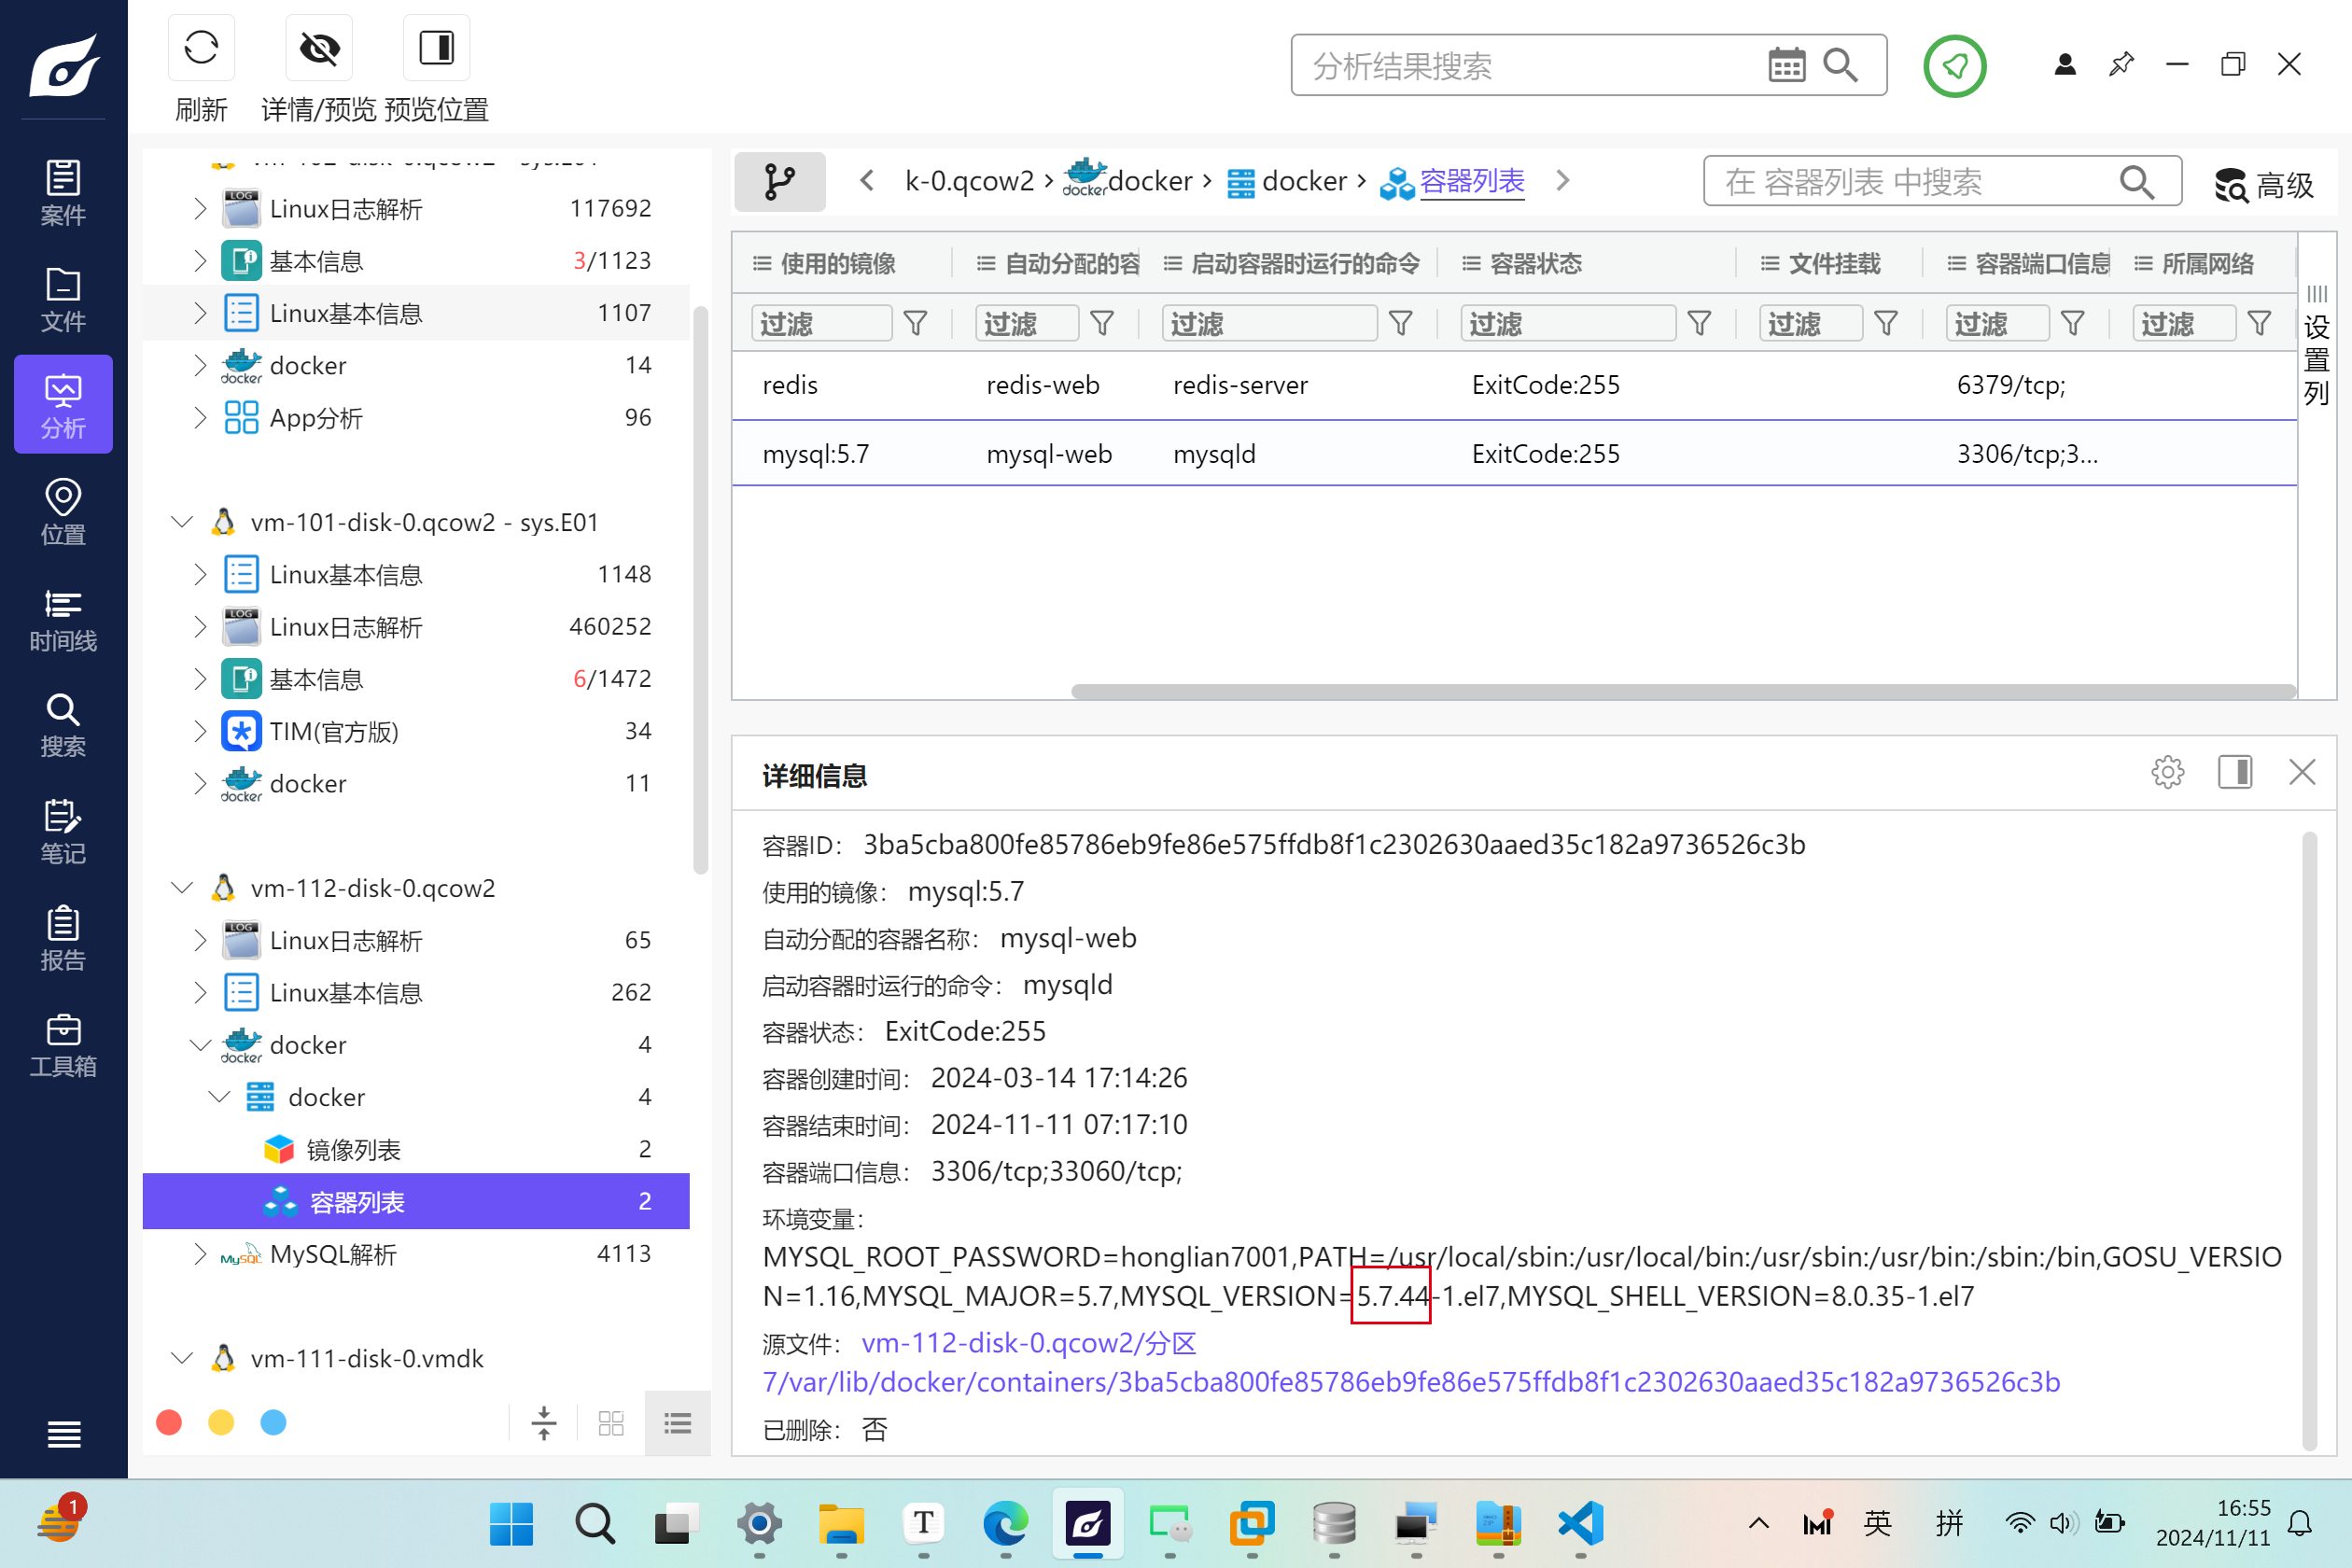 刷新
详情/预览
预览位置
分析结果搜索
案件
文件
分析
位置
时间线
搜索
笔记
报告
工具箱
Linux日志解析 117692
基本信息 3/1123
Linux基本信息 1107
docker 14
App分析 96
vm-101-disk-0.qcow2 - sys.E01
Linux基本信息 1148
Linux日志解析 460252
基本信息 6/1472
TIM(官方版) 34
docker 11
vm-112-disk-0.qcow2
Linux日志解析 65
Linux基本信息 262
docker 4
docker 4
镜像列表 2
容器列表 2
MySQL解析 4113
vm-111-disk-0.vmdk
k-0.qcow2 › docker › docker › 容器列表
在 容器列表 中搜索
高级
使用的镜像 自动分配的容 启动容器时运行的命令 容器状态 文件挂载 容器端口信息 所属网络
过滤 过滤 过滤 过滤 过滤 过滤 过滤
redis redis-web redis-server ExitCode:255 6379/tcp;
mysql:5.7 mysql-web mysqld ExitCode:255 3306/tcp;3...
设置列
详细信息
容器ID： 3ba5cba800fe85786eb9fe86e575ffdb8f1c2302630aaed35c182a9736526c3b
使用的镜像： mysql:5.7
自动分配的容器名称： mysql-web
启动容器时运行的命令： mysqld
容器状态： ExitCode:255
容器创建时间： 2024-03-14 17:14:26
容器结束时间： 2024-11-11 07:17:10
容器端口信息： 3306/tcp;33060/tcp;
环境变量：
MYSQL_ROOT_PASSWORD=honglian7001,PATH=/usr/local/sbin:/usr/local/bin:/usr/sbin:/usr/bin:/sbin:/bin,GOSU_VERSIO
N=1.16,MYSQL_MAJOR=5.7,MYSQL_VERSION=5.7.44-1.el7,MYSQL_SHELL_VERSION=8.0.35-1.el7
源文件： vm-112-disk-0.qcow2/分区
7/var/lib/docker/containers/3ba5cba800fe85786eb9fe86e575ffdb8f1c2302630aaed35c182a9736526c3b
已删除： 否
1
英
拼
16:55
2024/11/11